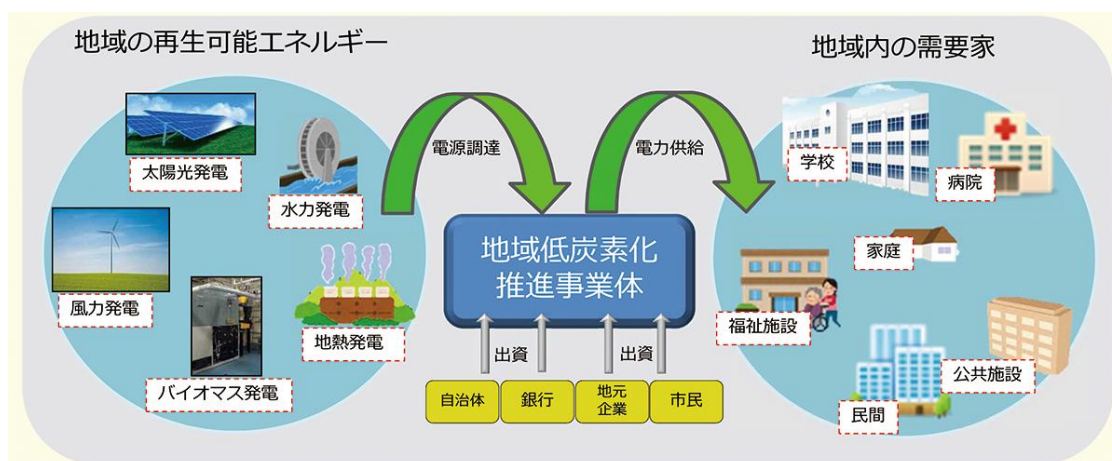 地域の再生可能エネルギー
地域内の需要家
太陽光発電
水力発電
風力発電
地熱発電
バイオマス発電
電源調達
電力供給
地域低炭素化
推進事業体
出資
出資
自治体
銀行
地元
企業
市民
学校
病院
家庭
福祉施設
公共施設
民間